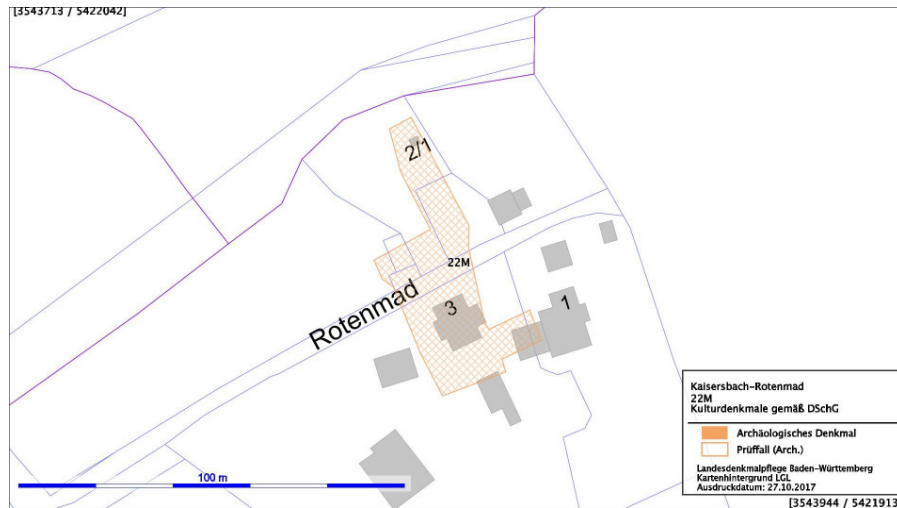 [3543713 / 5422042]
2/1
22M
Rotenmad
3
1
Kaisersbach-Rotenmad
22M
Kulturdenkmale gemäß DSchG
Archäologisches Denkmal
Prüffall (Arch.)
Landesdenkmalpflege Baden-Württemberg
Kartenhintergrund LGL
Ausdruckdatum: 27.10.2017
100 m
[3543944 / 5421913]